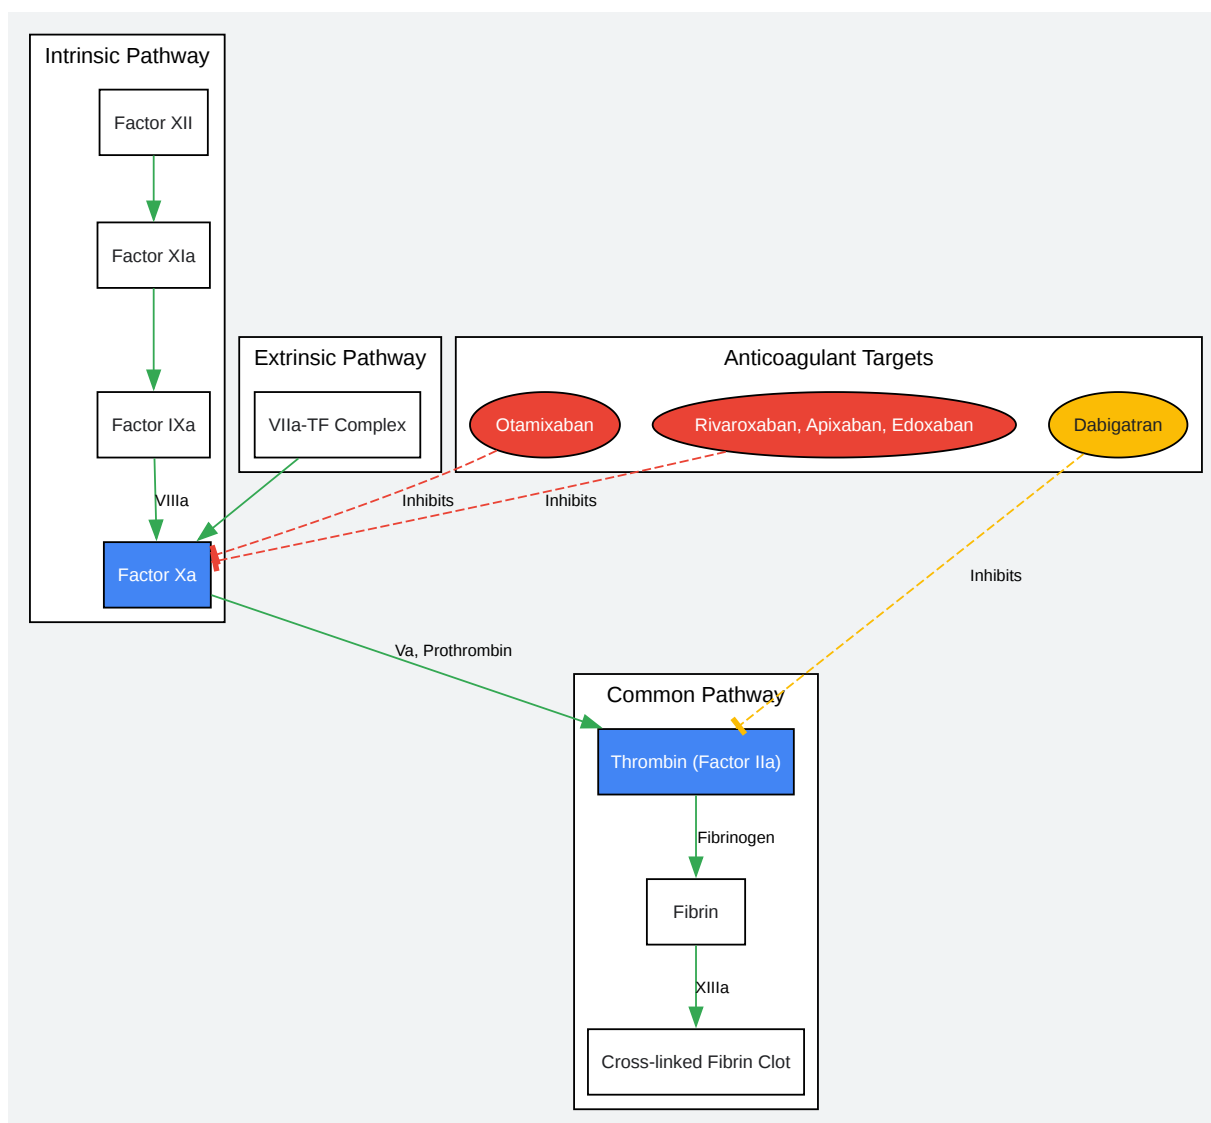 Intrinsic Pathway
Factor XII
Factor XIa
Factor IXa
VIIIa
Factor Xa
Extrinsic Pathway
VIIa-TF Complex
Anticoagulant Targets
Otamixaban
Rivaroxaban, Apixaban, Edoxaban
Dabigatran
Inhibits
Inhibits
Inhibits
Va, Prothrombin
Common Pathway
Thrombin (Factor IIa)
Fibrinogen
Fibrin
XIIIa
Cross-linked Fibrin Clot